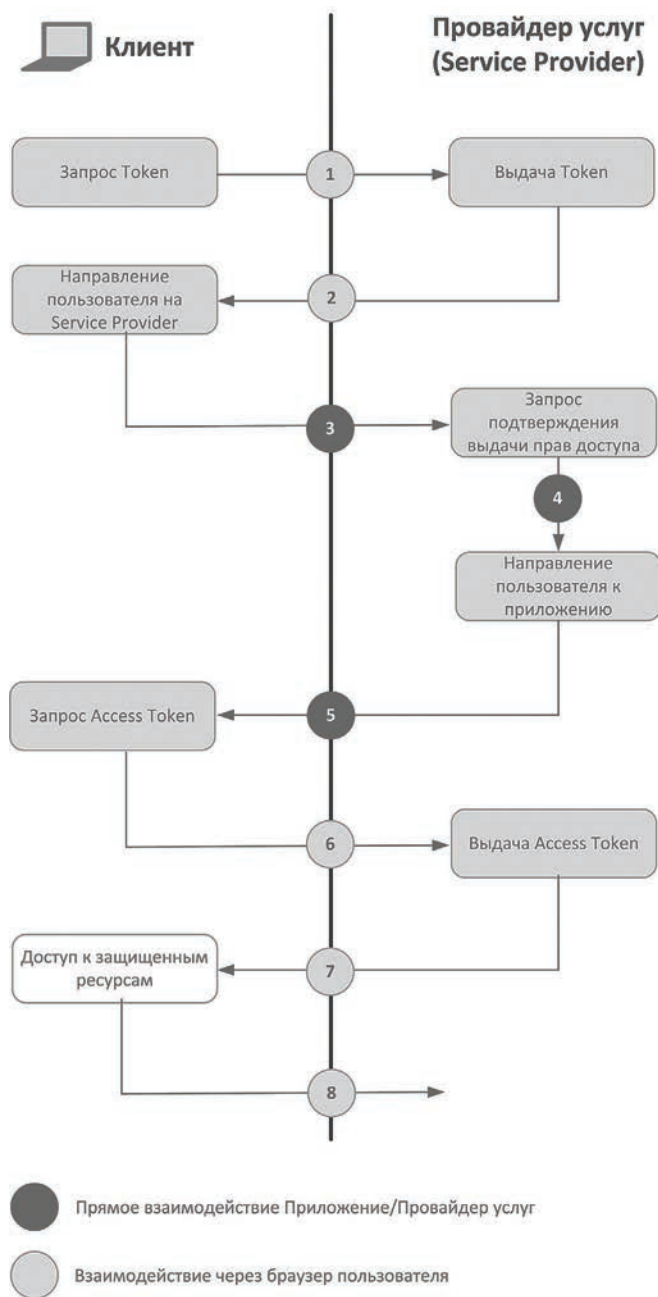 Клиент
Провайдер услуг
(Service Provider)
Запрос Token
1
Выдача Token
Направление
пользователя на
Service Provider
2
3
Запрос
подтверждения
выдачи прав доступа
4
Направление
пользователя к
приложению
Запрос Access Token
5
6
Выдача Access Token
Доступ к защищенным
ресурсам
7
8
Прямое взаимодействие Приложение/Провайдер услуг
Взаимодействие через браузер пользователя